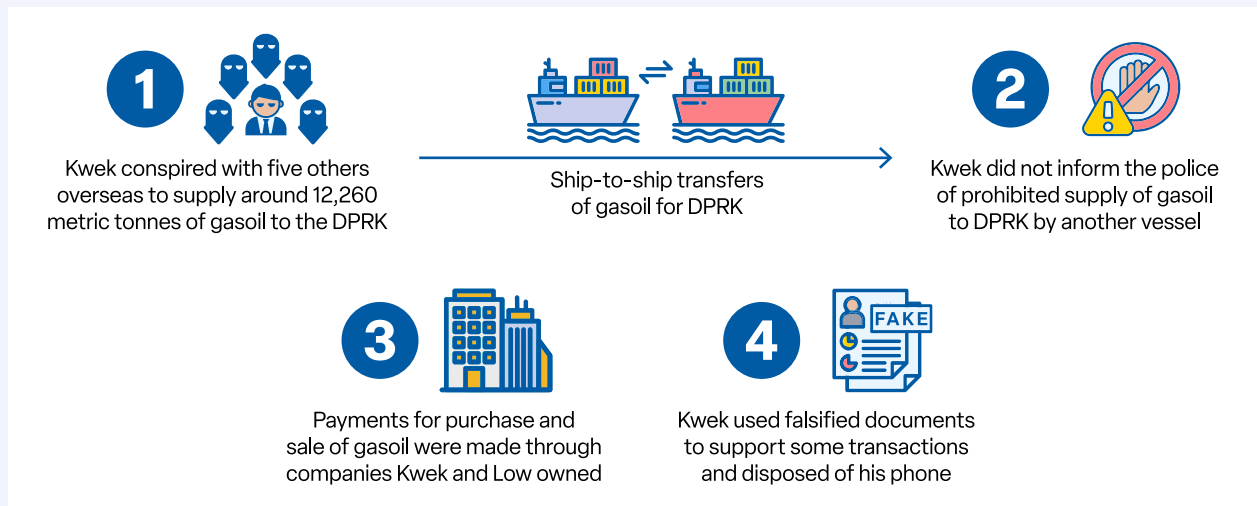 1
Kwek conspired with five others
overseas to supply around 12,260
metric tonnes of gasoil to the DPRK
Ship-to-ship transfers
of gasoil for DPRK
2
Kwek did not inform the police
of prohibited supply of gasoil
to DPRK by another vessel
3
Payments for purchase and
sale of gasoil were made through
companies Kwek and Low owned
4
FAKE
Kwek used falsified documents
to support some transactions
and disposed of his phone